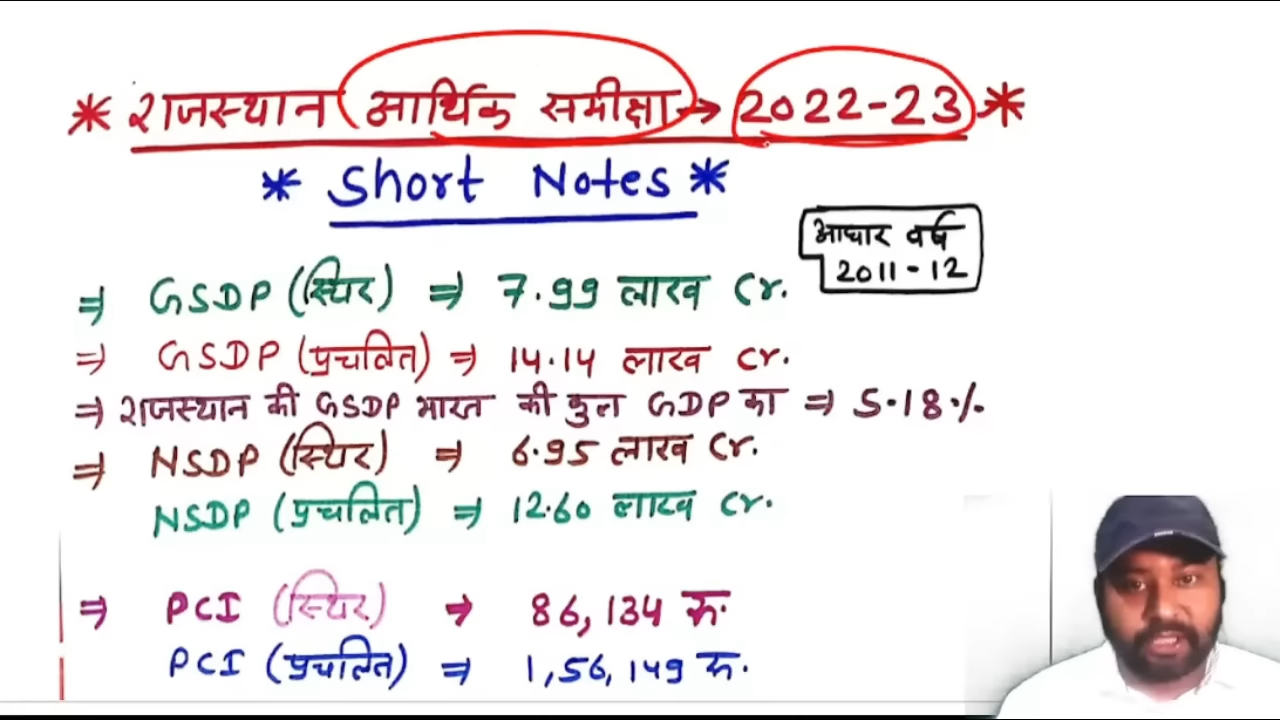 * राजस्थान आर्थिक समीक्षा → 2022-23 *
* Short Notes *
आधार वर्ष
2011-12
⇒ GSDP (स्थिर) ⇒ 7.99 लाख Cr.
⇒ GSDP (प्रचलित) ⇒ 14.14 लाख Cr.
⇒ राजस्थान की GSDP भारत की कुल GDP का ⇒ 5.18%
⇒ NSDP (स्थिर) ⇒ 6.95 लाख Cr.
NSDP (प्रचलित) ⇒ 12.60 लाख Cr.
⇒ PCI (स्थिर) → 86,134 रू.
PCI (प्रचलित) ⇒ 1,56,149 रू.